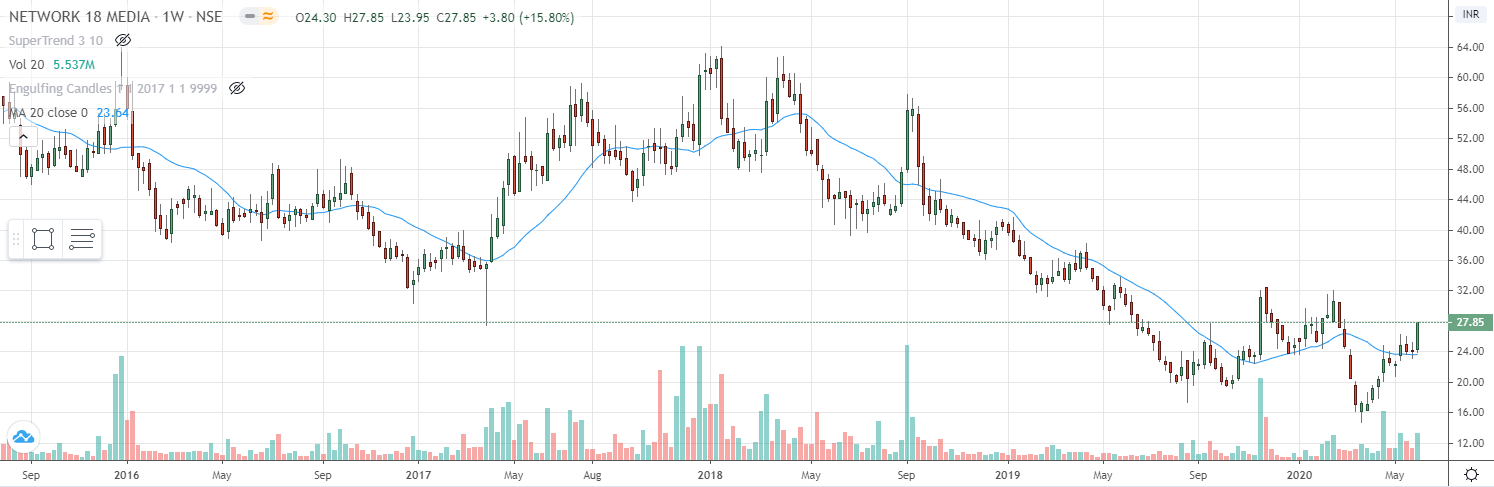 NETWORK 18 MEDIA · 1W · NSE O24.30 H27.85 L23.95 C27.85 +3.80 (+15.80%) INR
SuperTrend 3 10
Vol 20 5.537M
Engulfing Candles 1 1 2017 1 1 9999
MA 20 close 0 23.64
64.00
60.00
56.00
52.00
48.00
44.00
40.00
36.00
32.00
27.85
24.00
20.00
16.00
12.00
Sep 2016 May Sep 2017 May Aug 2018 May Sep 2019 May Sep 2020 May